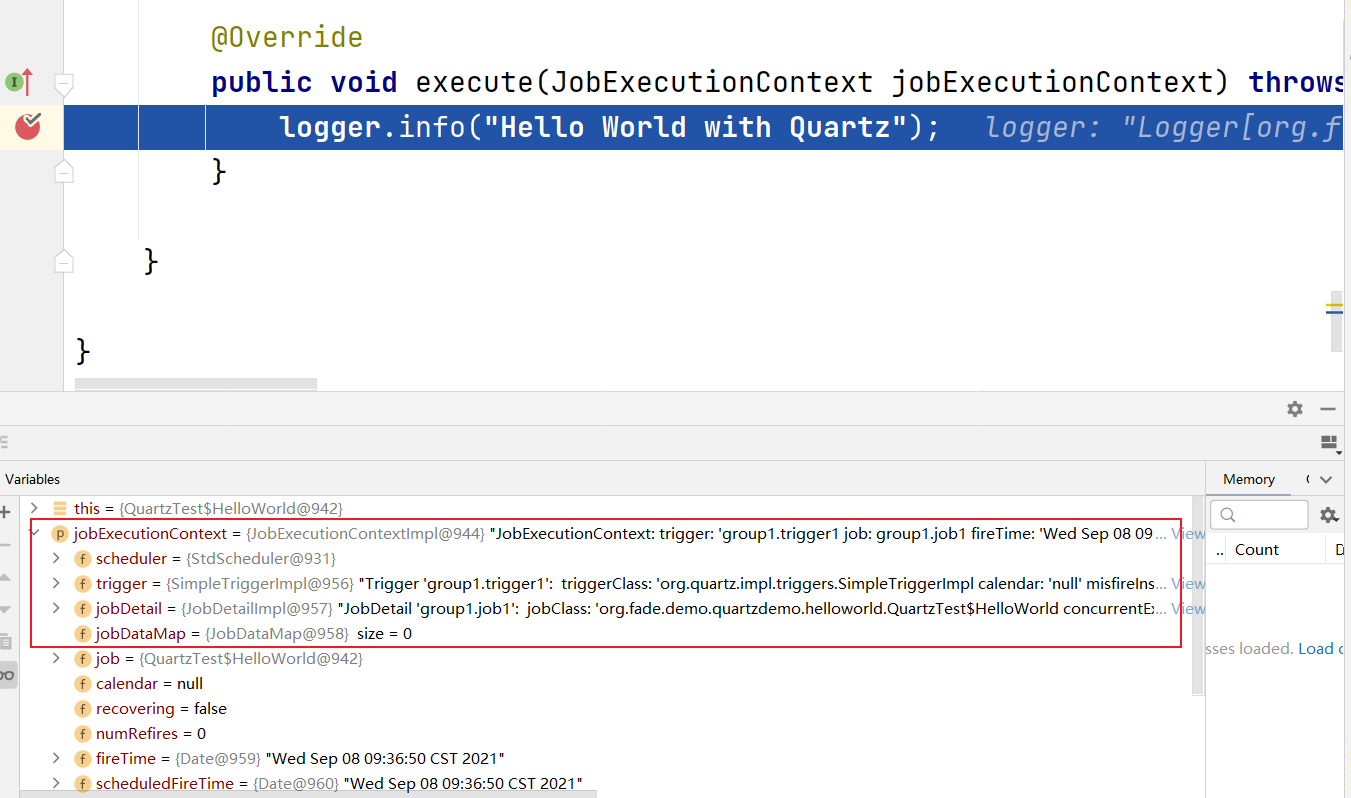 @Override
public void execute(JobExecutionContext jobExecutionContext) throws
logger.info("Hello World with Quartz"); logger: "Logger[org.f
}
}
}
Variables
Memory
this = {QuartzTest$HelloWorld@942}
jobExecutionContext = {JobExecutionContextImpl@944} "JobExecutionContext: trigger: 'group1.trigger1 job: group1.job1 fireTime: 'Wed Sep 08 09... View
scheduler = {StdScheduler@931}
.. Count D
trigger = {SimpleTriggerImpl@956} "Trigger 'group1.trigger1': triggerClass: 'org.quartz.impl.triggers.SimpleTriggerImpl calendar: 'null' misfireIns... View
jobDetail = {JobDetailImpl@957} "JobDetail 'group1.job1': jobClass: 'org.fade.demo.quartzdemo.helloworld.QuartzTest$HelloWorld concurrentEx... View
jobDataMap = {JobDataMap@958} size = 0
sses loaded. Load c
job = {QuartzTest$HelloWorld@942}
calendar = null
recovering = false
numRefires = 0
fireTime = {Date@959} "Wed Sep 08 09:36:50 CST 2021"
scheduledFireTime = {Date@960} "Wed Sep 08 09:36:50 CST 2021"